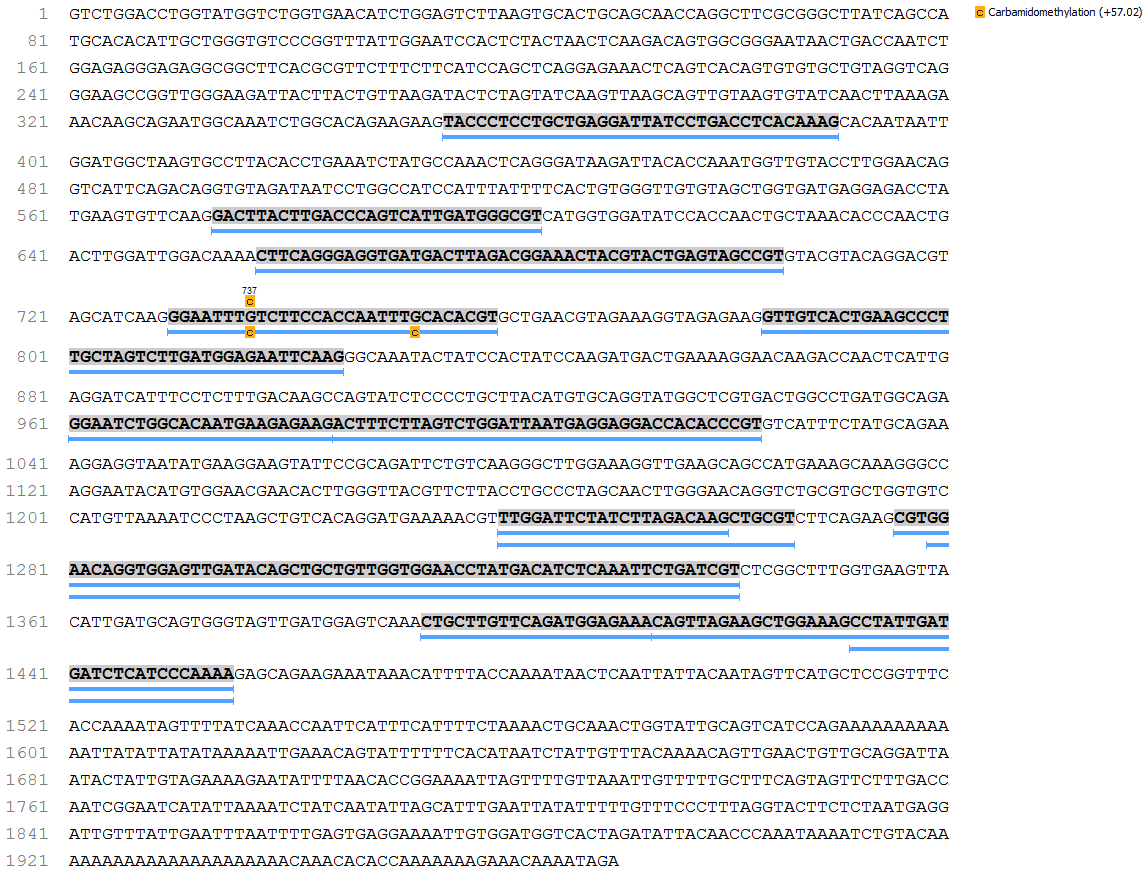 1 GTCTGGACCTGGTATGGTCTGGTGAACATCTGGAGTCTTAAGTGCACTGCAGCAACCAGGCTTCGCGGGCTTATCAGCCA
C Carbamidomethylation (+57.02)
81 TGCACACATTGCTGGGTGTCCCGGTTTATTGGAATCCACTCTACTAACTCAAGACAGTGGCGGGAATAACTGACCAATCT
161 GGAGAGGGAGAGGCGGCTTCACGCGTTCTTTCTTCATCCAGCTCAGGAGAAACTCAGTCACAGTGTGTGCTGTAGGTCAG
241 GGAAGCCGGTTGGGAAGATTACTTACTGTTAAGATACTCTAGTATCAAGTTAAGCAGTTGTAAGTGTATCAACTTAAAGA
321 AACAAGCAGAATGGCAAATCTGGCACAGAAGAAGTACCCTCCTGCTGAGGATTATCCTGACCTCACAAAGCACAATAATT
401 GGATGGCTAAGTGCCTTACACCTGAAATCTATGCCAAACTCAGGGATAAGATTACACCAAATGGTTGTACCTTGGAACAG
481 GTCATTCAGACAGGTGTAGATAATCCTGGCCATCCATTTATTTTCACTGTGGGTTGTGTAGCTGGTGATGAGGAGACCTA
561 TGAAGTGTTCAAGGACTTACTTGACCCAGTCATTGATGGGCGTCATGGTGGATATCCACCAACTGCTAAACACCCAACTG
641 ACTTGGATTGGACAAAACTTCAGGGAGGTGATGACTTAGACGGAAACTACGTACTGAGTAGCCGTGTACGTACAGGACGT
737
C
721 AGCATCAAGGGAATTTGTCTTCCACCAATTTGCACACGTGCTGAACGTAGAAAGGTAGAGAAGGTTGTCACTGAAGCCCT
C C
801 TGCTAGTCTTGATGGAGAATTCAAGGGCAAATACTATCCACTATCCAAGATGACTGAAAAGGAACAAGACCAACTCATTG
881 AGGATCATTTCCTCTTTGACAAGCCAGTATCTCCCCTGCTTACATGTGCAGGTATGGCTCGTGACTGGCCTGATGGCAGA
961 GGAATCTGGCACAATGAAGAGAAGACTTTCTTAGTCTGGATTAATGAGGAGGACCACACCCGTGTCATTTCTATGCAGAA
1041 AGGAGGTAATATGAAGGAAGTATTCCGCAGATTCTGTCAAGGGCTTGGAAAGGTTGAAGCAGCCATGAAAGCAAAGGGCC
1121 AGGAATACATGTGGAACGAACACTTGGGTTACGTTCTTACCTGCCCTAGCAACTTGGGAACAGGTCTGCGTGCTGGTGTC
1201 CATGTTAAAATCCCTAAGCTGTCACAGGATGAAAAACGTTTGGATTCTATCTTAGACAAGCTGCGTCTTCAGAAGCGTGG
1281 AACAGGTGGAGTTGATACAGCTGCTGTTGGTGGAACCTATGACATCTCAAATTCTGATCGTCTCGGCTTTGGTGAAGTTA
1361 CATTGATGCAGTGGGTAGTTGATGGAGTCAAACTGCTTGTTCAGATGGAGAAACAGTTAGAAGCTGGAAAGCCTATTGAT
1441 GATCTCATCCCAAAAGAGCAGAAGAAATAAACATTTTACCAAAATAACTCAATTATTACAATAGTTCATGCTCCGGTTTC
1521 ACCAAAATAGTTTTATCAAACCAATTCATTTCATTTTCTAAAACTGCAAACTGGTATTGCAGTCATCCAGAAAAAAAAAA
1601 AATTATATTATATAAAAATTGAAACAGTATTTTTTCACATAATCTATTGTTTACAAAACAGTTGAACTGTTGCAGGATTA
1681 ATACTATTGTAGAAAAGAATATTTTAACACCGGAAAATTAGTTTTGTTAAATTGTTTTTGCTTTCAGTAGTTCTTTGACC
1761 AATCGGAATCATATTAAAATCTATCAATATTAGCATTTGAATTATATTTTTGTTTCCCTTTAGGTACTTCTCTAATGAGG
1841 ATTGTTTATTGAATTTAATTTTGAGTGAGGAAAATTGTGGATGGTCACTAGATATTACAACCCAAATAAAATCTGTACAA
1921 AAAAAAAAAAAAAAAAAAAACAAACACACCAAAAAAAGAAACAAAATAGA